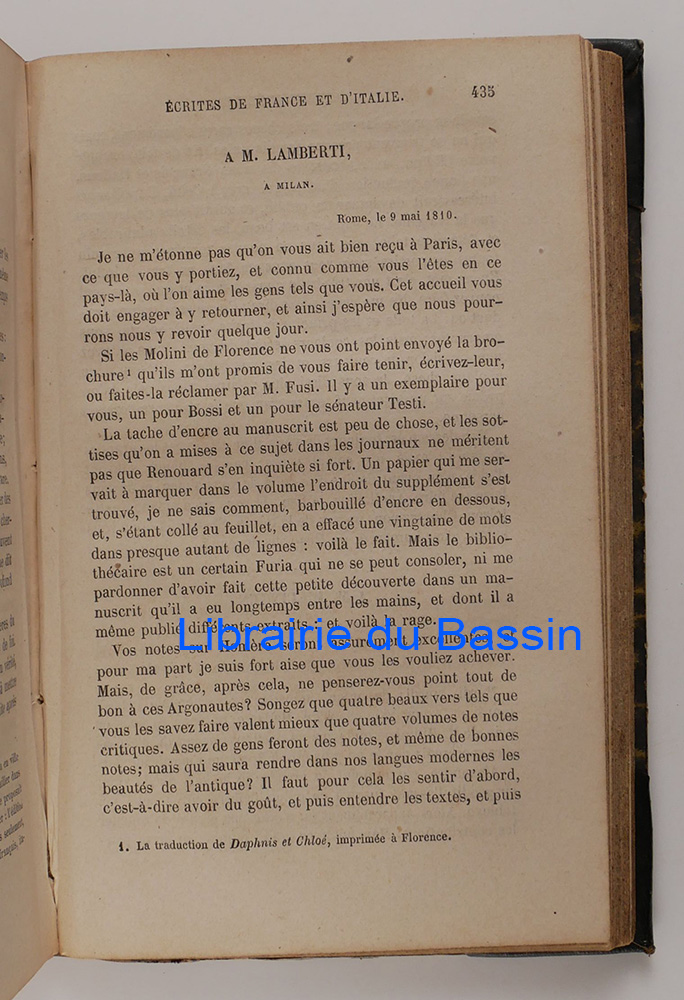 ÉCRITES DE FRANCE ET D'ITALIE. 435
A M. LAMBERTI,
A MILAN.
Rome, le 9 mai 1810.
Je ne m'étonne pas qu'on vous ait bien reçu à Paris, avec
ce que vous y portiez, et connu comme vous l'êtes en ce
pays-là, où l'on aime les gens tels que vous. Cet accueil vous
doit engager à y retourner, et ainsi j'espère que nous pour-
rons nous y revoir quelque jour.
Si les Molini de Florence ne vous ont point envoyé la bro-
chure¹ qu'ils m'ont promis de vous faire tenir, écrivez-leur,
ou faites-la réclamer par M. Fusi. Il y a un exemplaire pour
vous, un pour Bossi et un pour le sénateur Testi.
La tache d'encre au manuscrit est peu de chose, et les sot-
tises qu'on a mises à ce sujet dans les journaux ne méritent
pas que Renouard s'en inquiète si fort. Un papier qui me ser-
vait à marquer dans le volume l'endroit du supplément s'est
trouvé, je ne sais comment, barbouillé d'encre en dessous,
et, s'étant collé au feuillet, en a effacé une vingtaine de mots
dans presque autant de lignes : voilà le fait. Mais le biblio-
thécaire est un certain Furia qui ne se peut consoler, ni me
pardonner d'avoir fait cette petite découverte dans un ma-
nuscrit qu'il a eu longtemps entre les mains, et dont il a
même publié différents extraits ; et voilà la rage.
Librairie du Bassin
Vos notes sur Homère seront assurément excellentes, et
pour ma part je suis fort aise que vous les vouliez achever.
Mais, de grâce, après cela, ne penserez-vous point tout de
bon à ces Argonautes? Songez que quatre beaux vers tels que
vous les savez faire valent mieux que quatre volumes de notes
critiques. Assez de gens feront des notes, et même de bonnes
notes; mais qui saura rendre dans nos langues modernes les
beautés de l'antique? Il faut pour cela les sentir d'abord,
c'est-à-dire avoir du goût, et puis entendre les textes, et puis
1. La traduction de Daphnis et Chloé, imprimée à Florence.